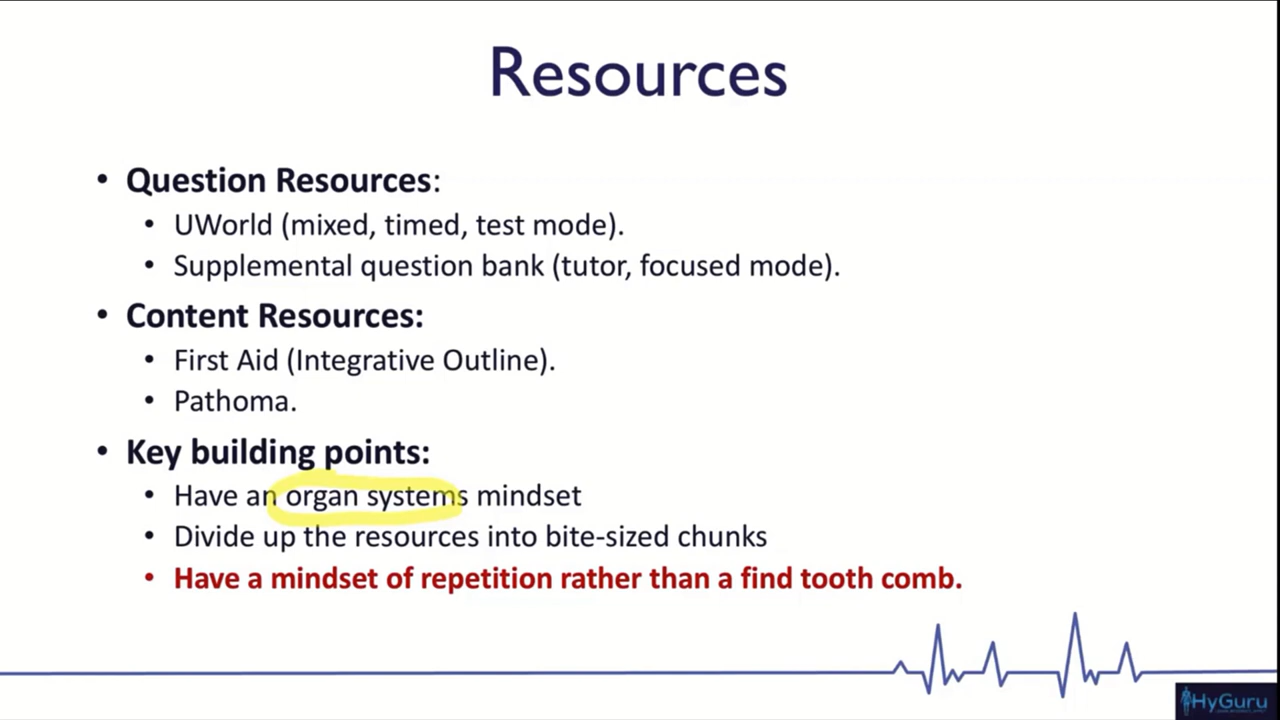 Resources
• Question Resources:
• UWorld (mixed, timed, test mode).
• Supplemental question bank (tutor, focused mode).
• Content Resources:
• First Aid (Integrative Outline).
• Pathoma.
• Key building points:
• Have an organ systems mindset
• Divide up the resources into bite-sized chunks
• Have a mindset of repetition rather than a find tooth comb.
HyGuru